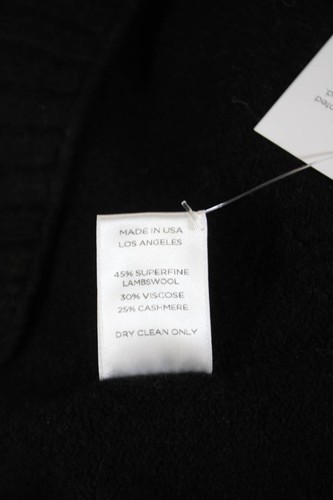 MADE IN USA
LOS ANGELES
45% SUPERFINE
LAMBSWOOL
30% VISCOSE
25% CASHMERE
DRY CLEAN ONLY